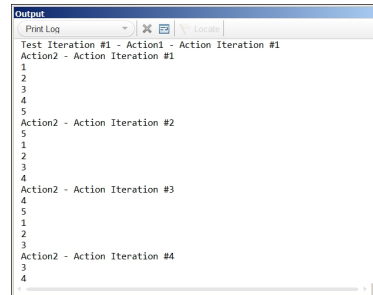 Output
Print Log
Locate
Test Iteration #1 - Action1 - Action Iteration #1
Action2 - Action Iteration #1
1
2
3
4
5
Action2 - Action Iteration #2
5
1
2
3
4
Action2 - Action Iteration #3
4
5
1
2
3
Action2 - Action Iteration #4
3
4